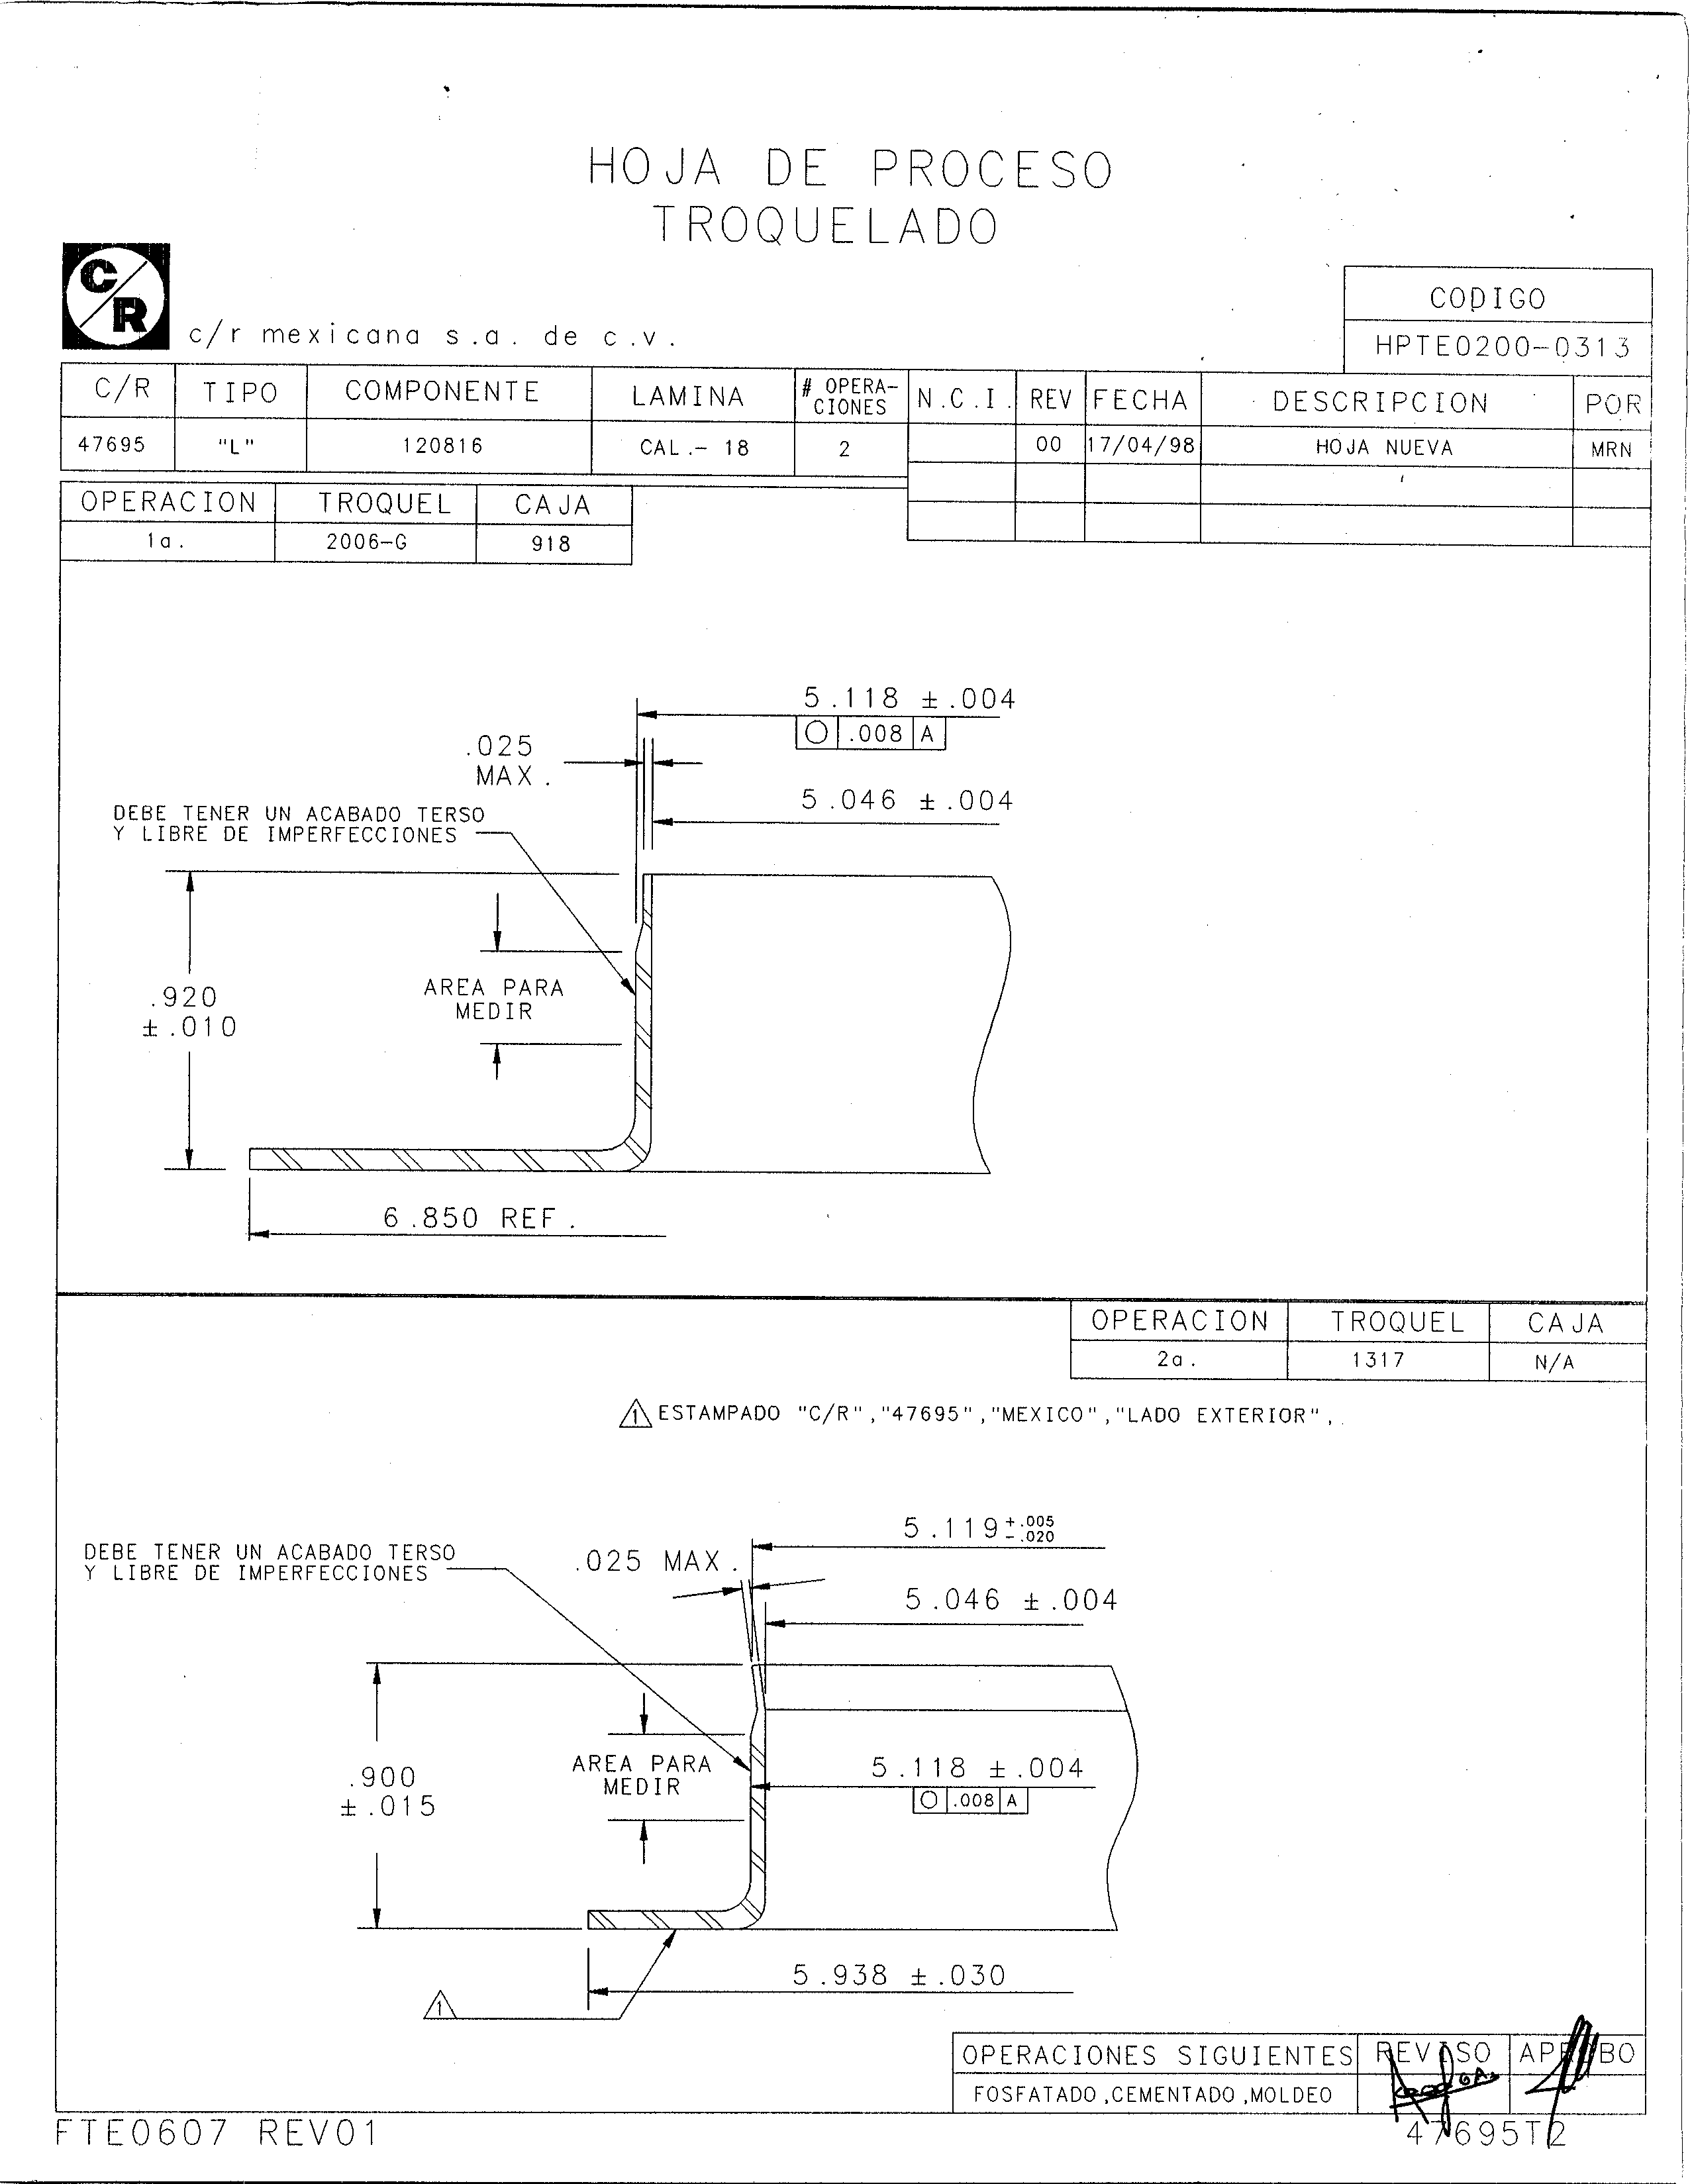 HOJA DE PROCESO
TROQUELADO
C/R
c/r mexicana s.a. de c.v.
CODIGO
HPTE0200-0313
C/R TIPO COMPONENTE LAMINA # OPERA-CIONES N.C.I. REV FECHA DESCRIPCION POR
47695 "L" 120816 CAL.- 18 2 00 17/04/98 HOJA NUEVA MRN
OPERACION TROQUEL CAJA
1a. 2006-G 918
5.118 ±.004
○ .008 A
.025
MAX.
5.046 ±.004
DEBE TENER UN ACABADO TERSO
Y LIBRE DE IMPERFECCIONES
AREA PARA
MEDIR
.920
±.010
6.850 REF.
OPERACION TROQUEL CAJA
2a. 1317 N/A
1 ESTAMPADO "C/R","47695","MEXICO","LADO EXTERIOR",.
5.119 +.005 -.020
DEBE TENER UN ACABADO TERSO
Y LIBRE DE IMPERFECCIONES
.025 MAX.
5.046 ±.004
AREA PARA
MEDIR
5.118 ±.004
○ .008 A
.900
±.015
5.938 ±.030
1
OPERACIONES SIGUIENTES REVISO APROBO
FOSFATADO,CEMENTADO,MOLDEO
FTE0607 REV01
47695T2